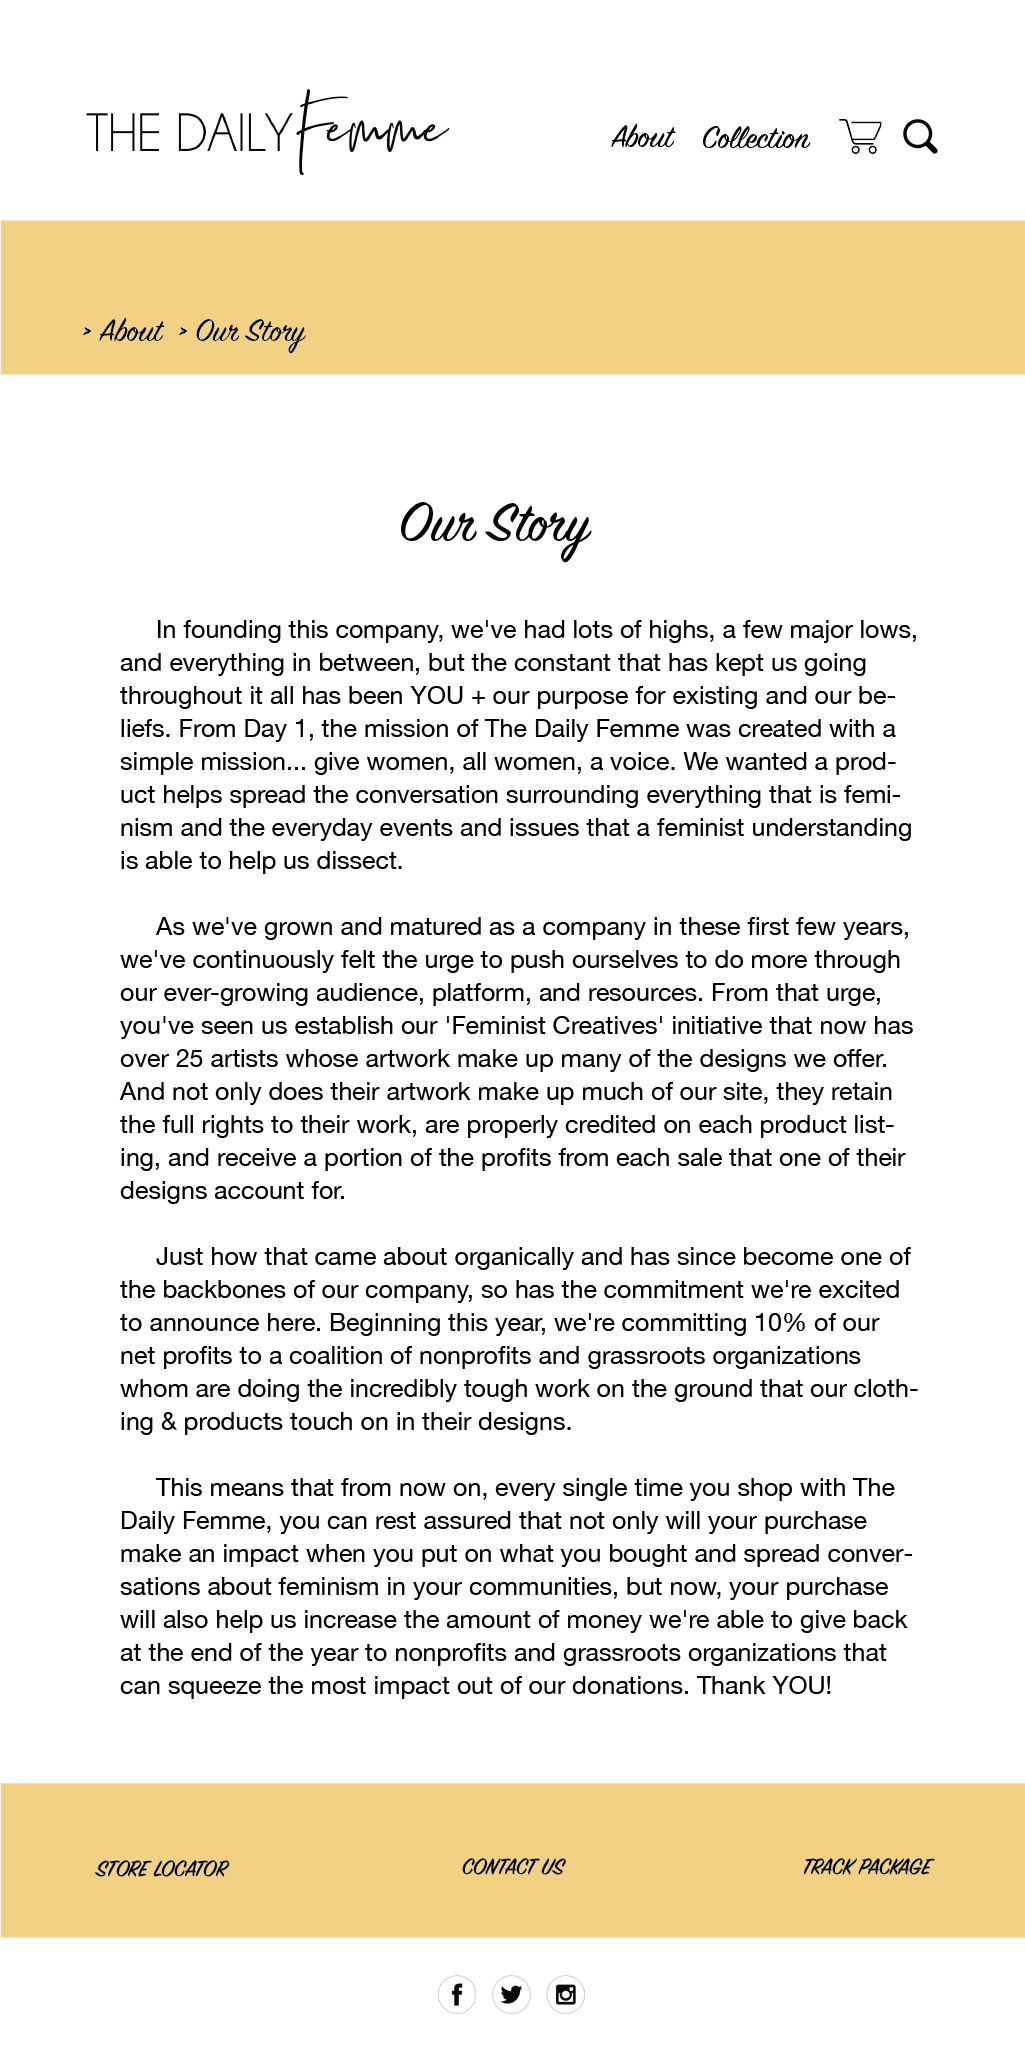 THE DAILY Femme
About Collection
> About > Our Story
Our Story
In founding this company, we've had lots of highs, a few major lows,
and everything in between, but the constant that has kept us going
throughout it all has been YOU + our purpose for existing and our be-
liefs. From Day 1, the mission of The Daily Femme was created with a
simple mission... give women, all women, a voice. We wanted a prod-
uct helps spread the conversation surrounding everything that is femi-
nism and the everyday events and issues that a feminist understanding
is able to help us dissect.
As we've grown and matured as a company in these first few years,
we've continuously felt the urge to push ourselves to do more through
our ever-growing audience, platform, and resources. From that urge,
you've seen us establish our 'Feminist Creatives' initiative that now has
over 25 artists whose artwork make up many of the designs we offer.
And not only does their artwork make up much of our site, they retain
the full rights to their work, are properly credited on each product list-
ing, and receive a portion of the profits from each sale that one of their
designs account for.
Just how that came about organically and has since become one of
the backbones of our company, so has the commitment we're excited
to announce here. Beginning this year, we're committing 10% of our
net profits to a coalition of nonprofits and grassroots organizations
whom are doing the incredibly tough work on the ground that our cloth-
ing & products touch on in their designs.
This means that from now on, every single time you shop with The
Daily Femme, you can rest assured that not only will your purchase
make an impact when you put on what you bought and spread conver-
sations about feminism in your communities, but now, your purchase
will also help us increase the amount of money we're able to give back
at the end of the year to nonprofits and grassroots organizations that
can squeeze the most impact out of our donations. Thank YOU!
STORE LOCATOR CONTACT US TRACK PACKAGE